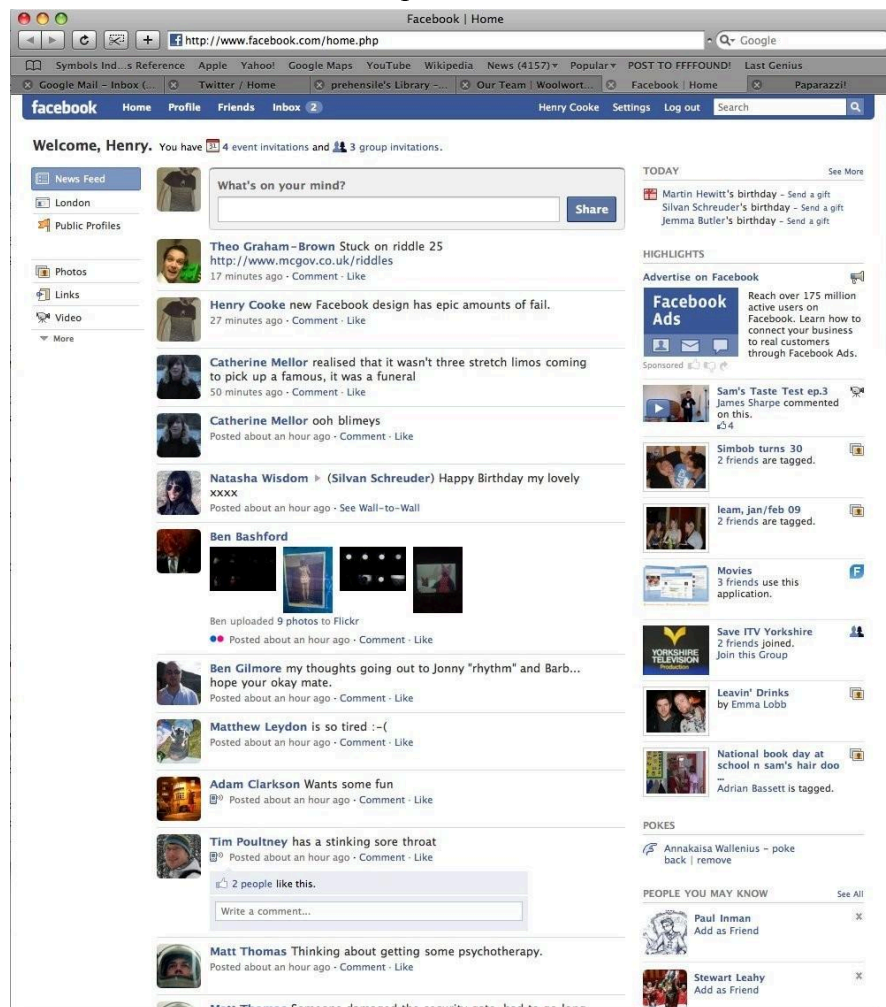 Facebook | Home
http://www.facebook.com/home.php
Google
Symbols Ind...s Reference Apple Yahoo! Google Maps YouTube Wikipedia News (4157) Popular POST TO FFFFOUND! Last Genius
Google Mail – Inbox (... Twitter / Home prehensile's Library –... Our Team | Woolwort... Facebook | Home Paparazzi!
facebook Home Profile Friends Inbox 2 Henry Cooke Settings Log out Search
Welcome, Henry. You have 31 4 event invitations and 3 group invitations.
News Feed
London
Public Profiles
Photos
Links
Video
More
What's on your mind?
Share
Theo Graham-Brown Stuck on riddle 25
http://www.mcgov.co.uk/riddles
17 minutes ago · Comment · Like
Henry Cooke new Facebook design has epic amounts of fail.
27 minutes ago · Comment · Like
Catherine Mellor realised that it wasn't three stretch limos coming
to pick up a famous, it was a funeral
50 minutes ago · Comment · Like
Catherine Mellor ooh blimeys
Posted about an hour ago · Comment · Like
Natasha Wisdom ▶ (Silvan Schreuder) Happy Birthday my lovely
xxxx
Posted about an hour ago · See Wall-to-Wall
Ben Bashford
Ben uploaded 9 photos to Flickr
Posted about an hour ago · Comment · Like
Ben Gilmore my thoughts going out to Jonny "rhythm" and Barb...
hope your okay mate.
Posted about an hour ago · Comment · Like
Matthew Leydon is so tired :-(
Posted about an hour ago · Comment · Like
Adam Clarkson Wants some fun
Posted about an hour ago · Comment · Like
Tim Poultney has a stinking sore throat
Posted about an hour ago · Comment · Like
2 people like this.
Write a comment...
Matt Thomas Thinking about getting some psychotherapy.
Posted about an hour ago · Comment · Like
TODAY See More
Martin Hewitt's birthday – Send a gift
Silvan Schreuder's birthday – Send a gift
Jemma Butler's birthday – Send a gift
HIGHLIGHTS
Advertise on Facebook
Facebook
Ads
Reach over 175 million
active users on
Facebook. Learn how to
connect your business
to real customers
through Facebook Ads.
Sponsored
Sam's Taste Test ep.3
James Sharpe commented
on this.
4
Simbob turns 30
2 friends are tagged.
leam, jan/feb 09
2 friends are tagged.
Movies
3 friends use this
application.
YORKSHIRE
TELEVISION
Production
Save ITV Yorkshire
2 friends joined.
Join this Group
Leavin' Drinks
by Emma Lobb
National book day at
school n sam's hair doo
...
Adrian Bassett is tagged.
POKES
Annakaisa Wallenius – poke
back | remove
PEOPLE YOU MAY KNOW See All
Paul Inman
Add as Friend
Stewart Leahy
Add as Friend